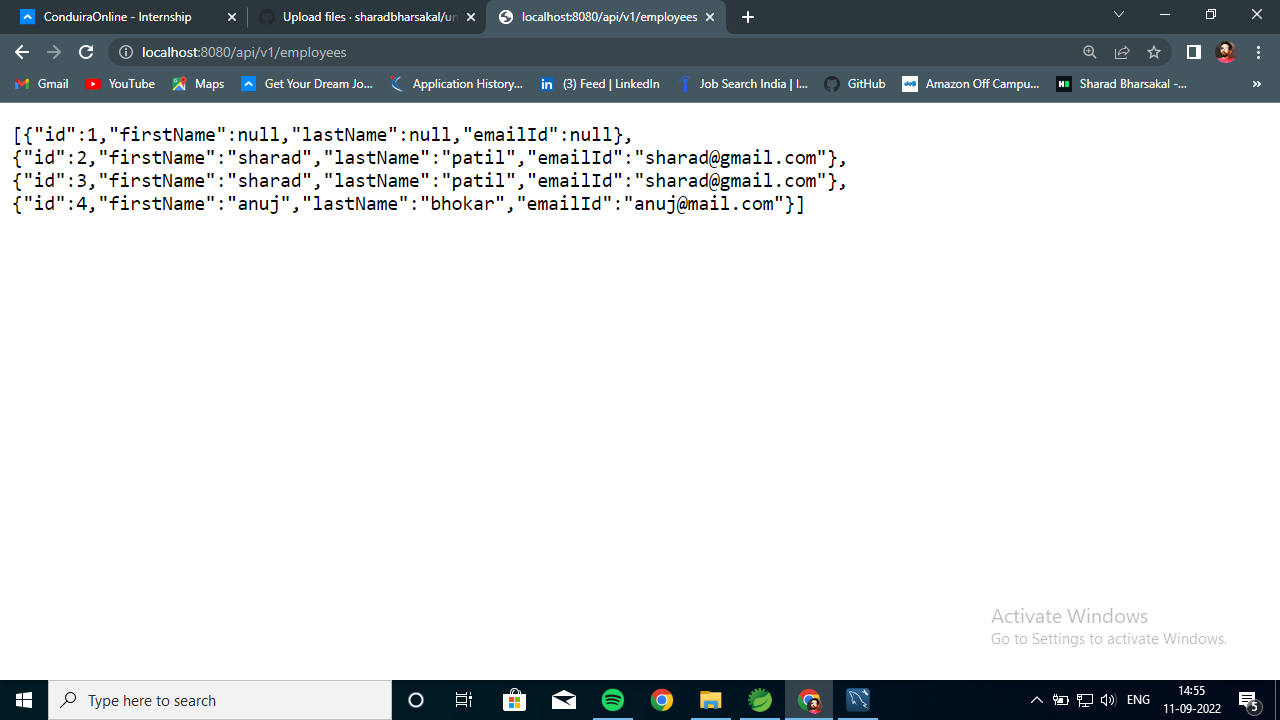 ConduiraOnline - Internship
Upload files · sharadbharsakal/un
localhost:8080/api/v1/employees
localhost:8080/api/v1/employees
Gmail
YouTube
Maps
Get Your Dream Jo...
Application History...
(3) Feed | LinkedIn
Job Search India | I...
GitHub
Amazon Off Campu...
Sharad Bharsakal -...
»
[{"id":1,"firstName":null,"lastName":null,"emailId":null},
{"id":2,"firstName":"sharad","lastName":"patil","emailId":"sharad@gmail.com"},
{"id":3,"firstName":"sharad","lastName":"patil","emailId":"sharad@gmail.com"},
{"id":4,"firstName":"anuj","lastName":"bhokar","emailId":"anuj@mail.com"}]
Activate Windows
Go to Settings to activate Windows.
Type here to search
ENG
14:55
11-09-2022
5